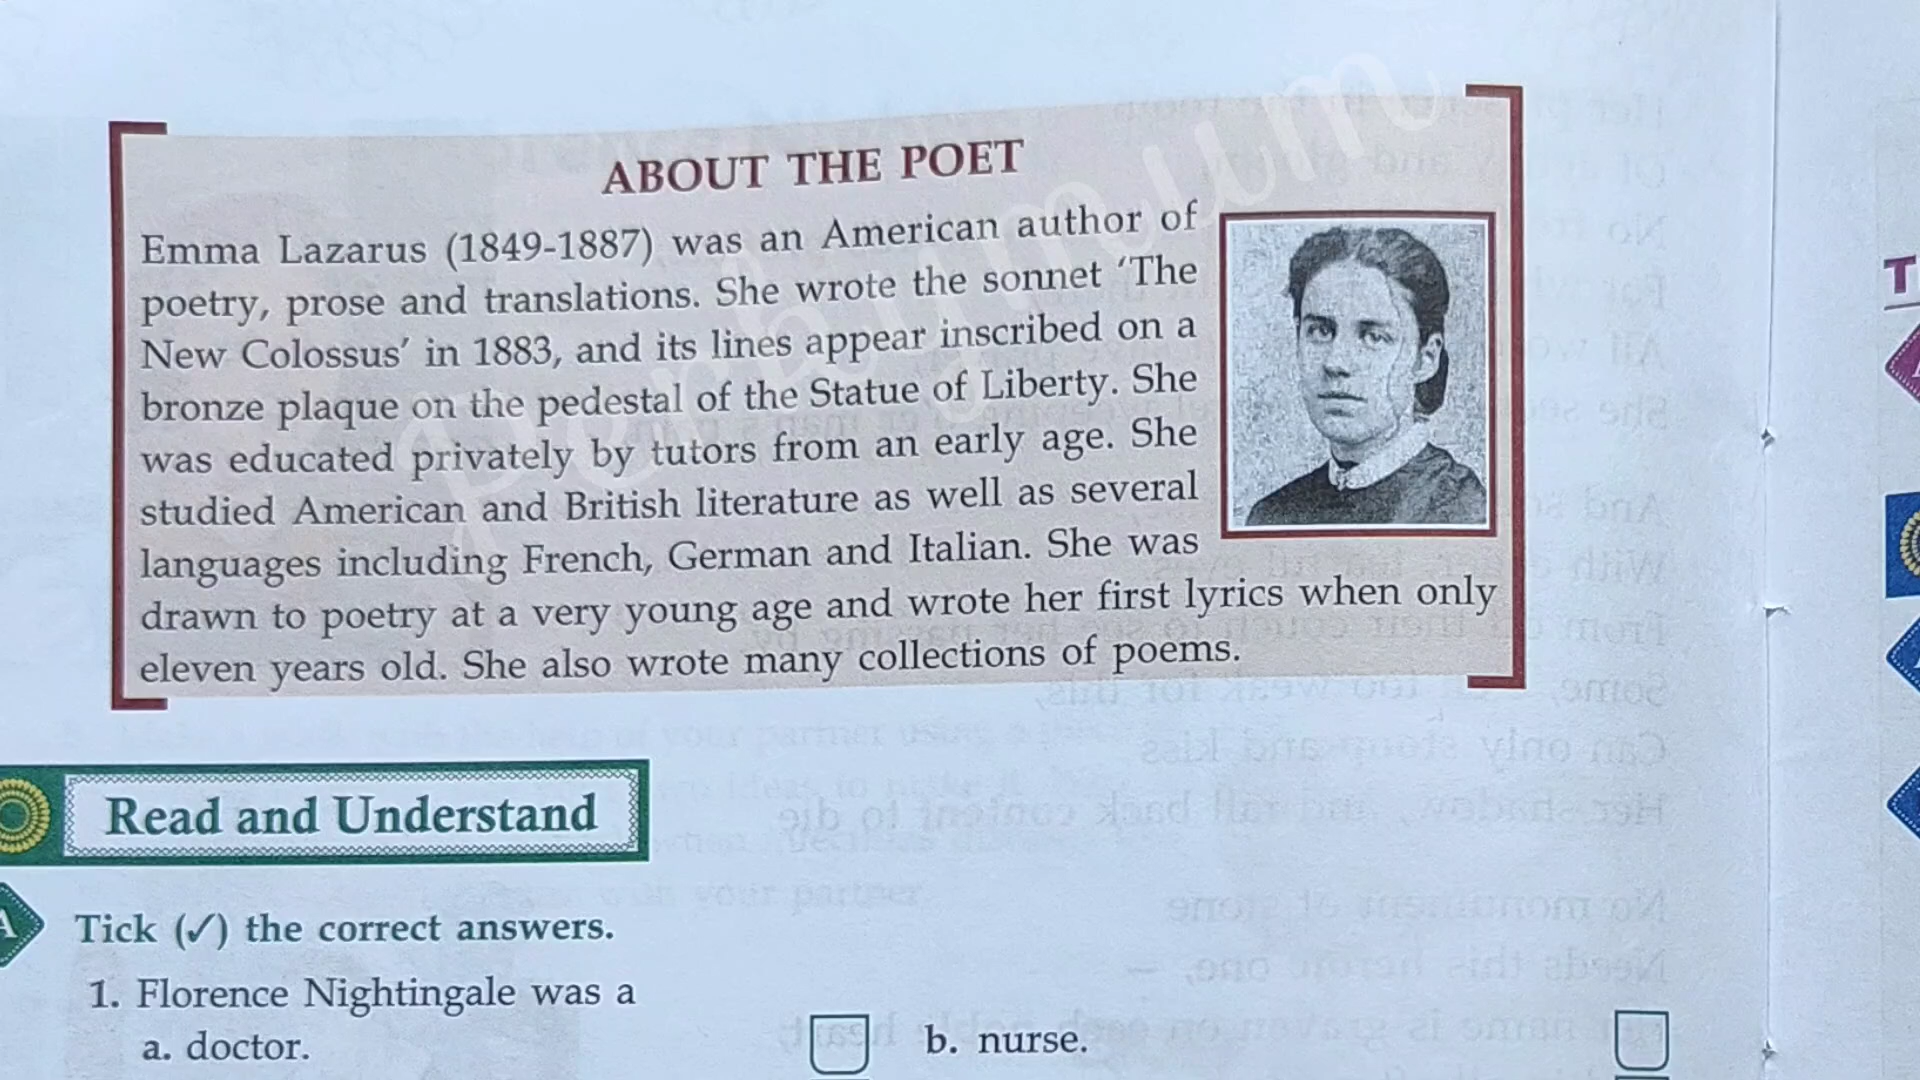 ABOUT THE POET
Emma Lazarus (1849-1887) was an American author of
poetry, prose and translations. She wrote the sonnet ‘The
New Colossus’ in 1883, and its lines appear inscribed on a
bronze plaque on the pedestal of the Statue of Liberty. She
was educated privately by tutors from an early age. She
studied American and British literature as well as several
languages including French, German and Italian. She was
drawn to poetry at a very young age and wrote her first lyrics when only
eleven years old. She also wrote many collections of poems.
Read and Understand
A
Tick (✓) the correct answers.
1. Florence Nightingale was a
a. doctor.
b. nurse.
T